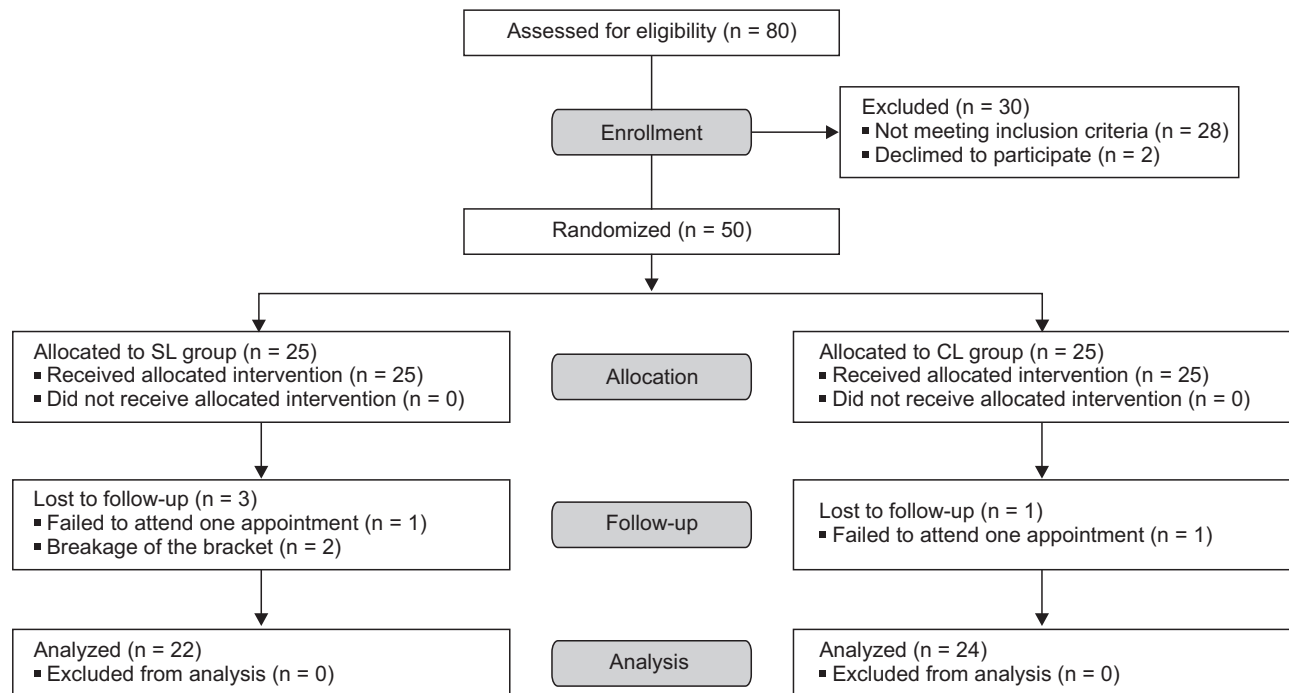 Assessed for eligibility (n = 80)
Enrollment
Excluded (n = 30)
▪ Not meeting inclusion criteria (n = 28)
▪ Declimed to participate (n = 2)
Randomized (n = 50)
Allocated to SL group (n = 25)
▪ Received allocated intervention (n = 25)
▪ Did not receive allocated intervention (n = 0)
Allocation
Allocated to CL group (n = 25)
▪ Received allocated intervention (n = 25)
▪ Did not receive allocated intervention (n = 0)
Lost to follow-up (n = 3)
▪ Failed to attend one appointment (n = 1)
▪ Breakage of the bracket (n = 2)
Follow-up
Lost to follow-up (n = 1)
▪ Failed to attend one appointment (n = 1)
Analyzed (n = 22)
▪ Excluded from analysis (n = 0)
Analysis
Analyzed (n = 24)
▪ Excluded from analysis (n = 0)